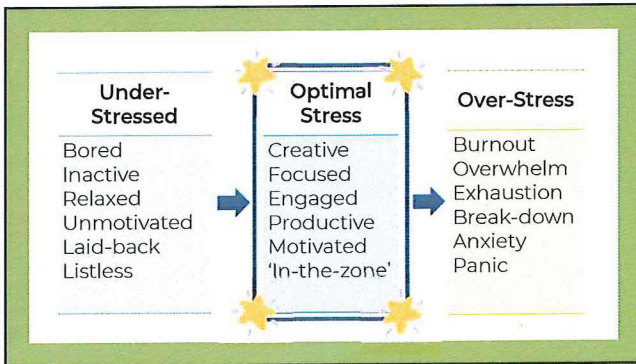 Under-
Stressed
Bored
Inactive
Relaxed
Unmotivated
Laid-back
Listless
Optimal
Stress
Creative
Focused
Engaged
Productive
Motivated
‘In-the-zone’
Over-Stress
Burnout
Overwhelm
Exhaustion
Break-down
Anxiety
Panic